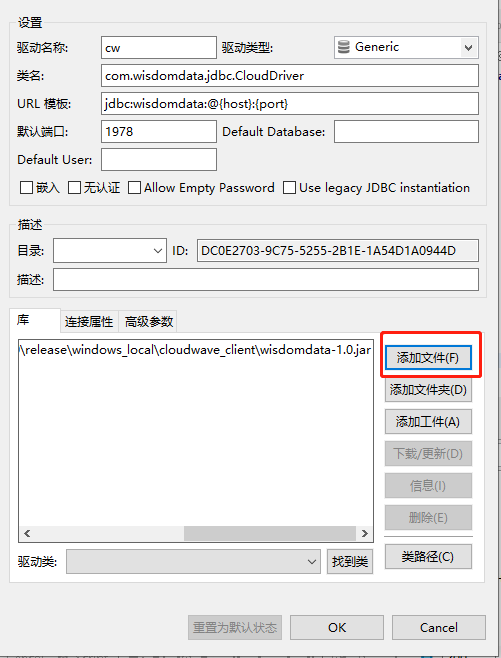 设置
驱动名称: cw 驱动类型: Generic
类名: com.wisdomdata.jdbc.CloudDriver
URL 模板: jdbc:wisdomdata:@{host}:{port}
默认端口: 1978 Default Database:
Default User:
嵌入 无认证 Allow Empty Password Use legacy JDBC instantiation
描述
目录: ID: DC0E2703-9C75-5255-2B1E-1A54D1A0944D
描述:
库 连接属性 高级参数
\release\windows_local\cloudwave_client\wisdomdata-1.0.jar 添加文件(F)
添加文件夹(D)
添加工件(A)
下载/更新(D)
信息(I)
删除(E)
类路径(C)
驱动类: 找到类
重置为默认状态 OK Cancel